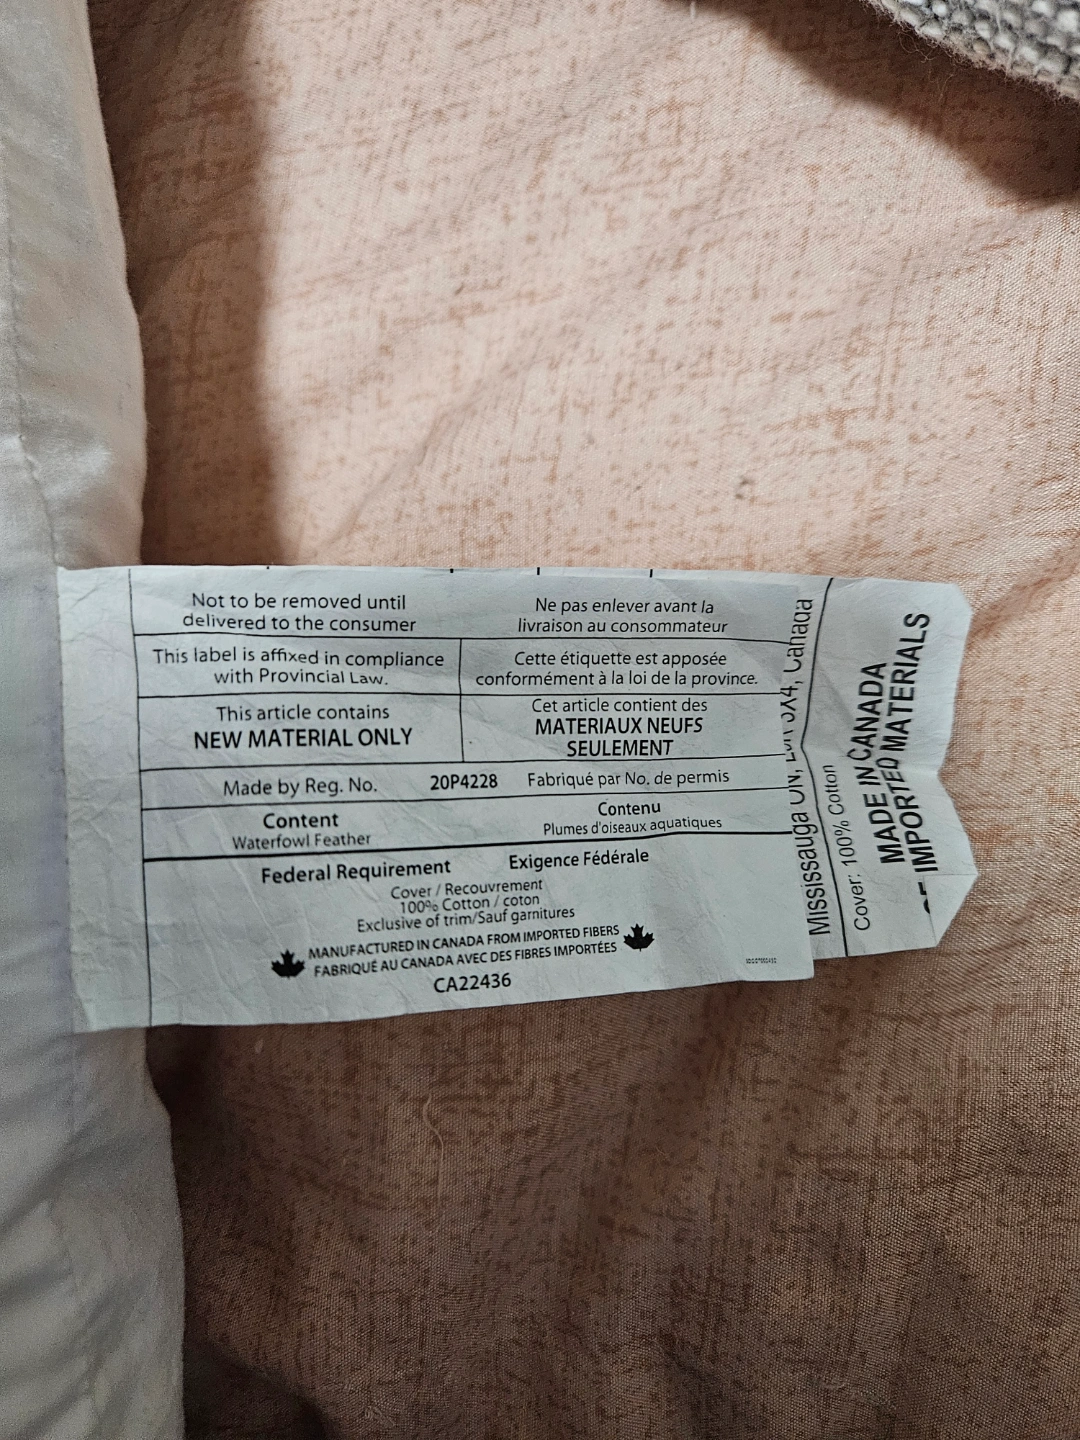 Not to be removed until
delivered to the consumer
Ne pas enlever avant la
livraison au consommateur
This label is affixed in compliance
with Provincial Law.
Cette étiquette est apposée
conformément à la loi de la province.
This article contains
NEW MATERIAL ONLY
Cet article contient des
MATERIAUX NEUFS
SEULEMENT
Made by Reg. No. 20P4228 Fabriqué par No. de permis
Content
Waterfowl Feather
Contenu
Plumes d'oiseaux aquatiques
Federal Requirement Exigence Fédérale
Cover / Recouvrement
100% Cotton / coton
Exclusive of trim/Sauf garnitures
MANUFACTURED IN CANADA FROM IMPORTED FIBERS
FABRIQUÉ AU CANADA AVEC DES FIBRES IMPORTÉES
CA22436
Mississauga ON, Canada
Cover: 100% Cotton
MADE IN CANADA
IMPORTED MATERIALS